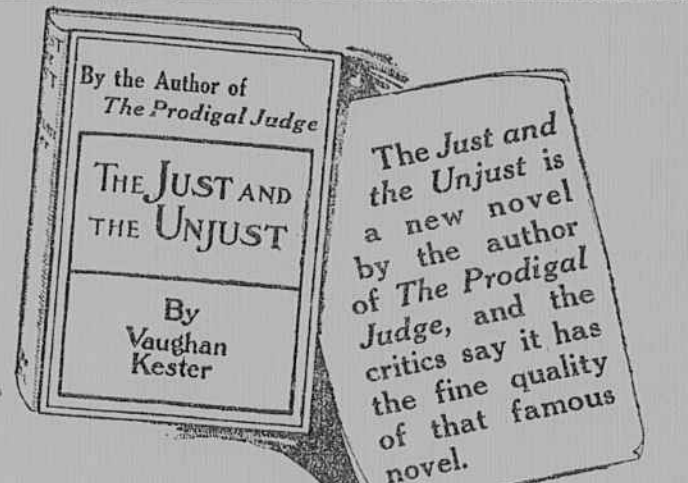 By the Author of
The Prodigal Judge
THE JUST AND
THE UNJUST
By
Vaughan
Kester
The Just and
the Unjust is
a new novel
by the author
of The Prodigal
Judge, and the
critics say it has
the fine quality
of that famous
novel.